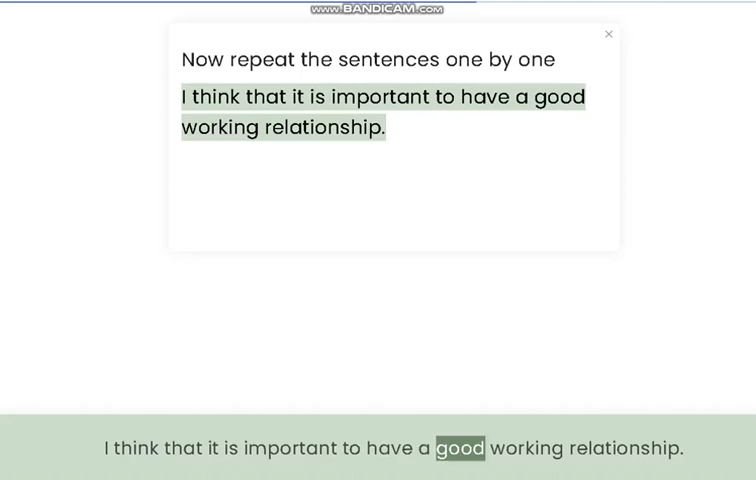 www.BANDICAM.com
Now repeat the sentences one by one
I think that it is important to have a good
working relationship.
I think that it is important to have a good working relationship.